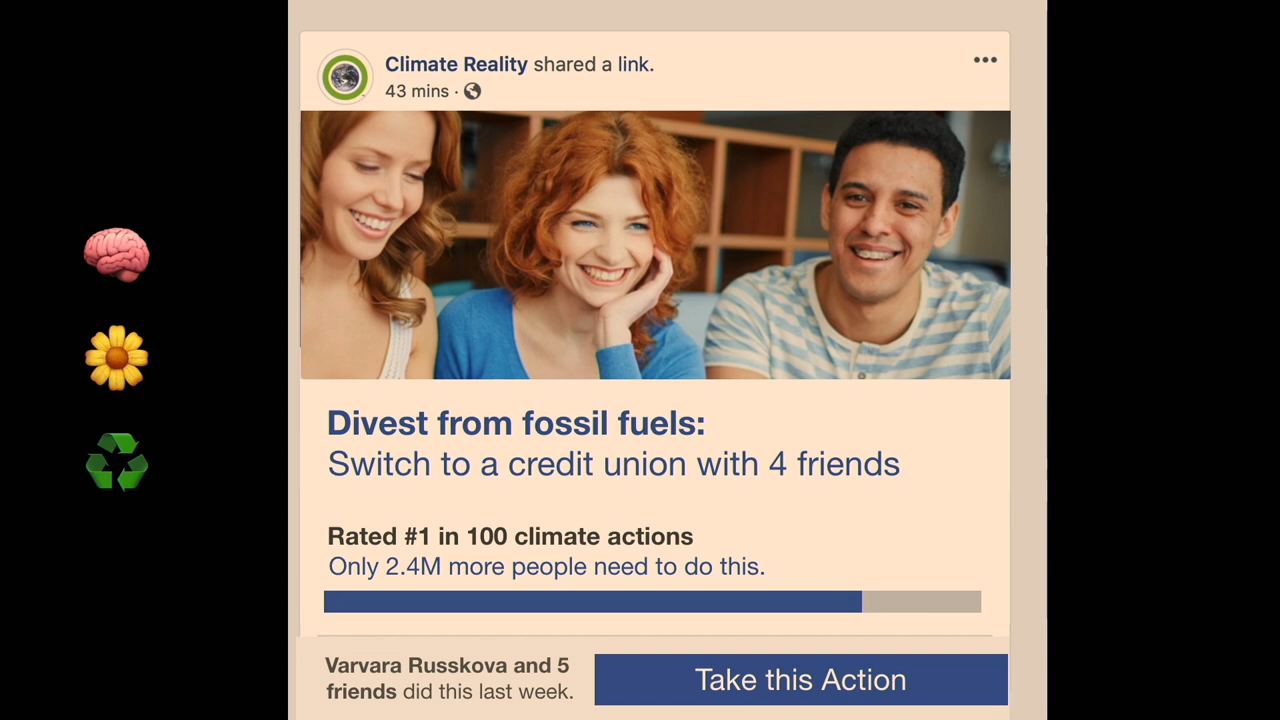 Climate Reality shared a link.
43 mins ·
Divest from fossil fuels:
Switch to a credit union with 4 friends
Rated #1 in 100 climate actions
Only 2.4M more people need to do this.
Varvara Russkova and 5
friends did this last week.
Take this Action